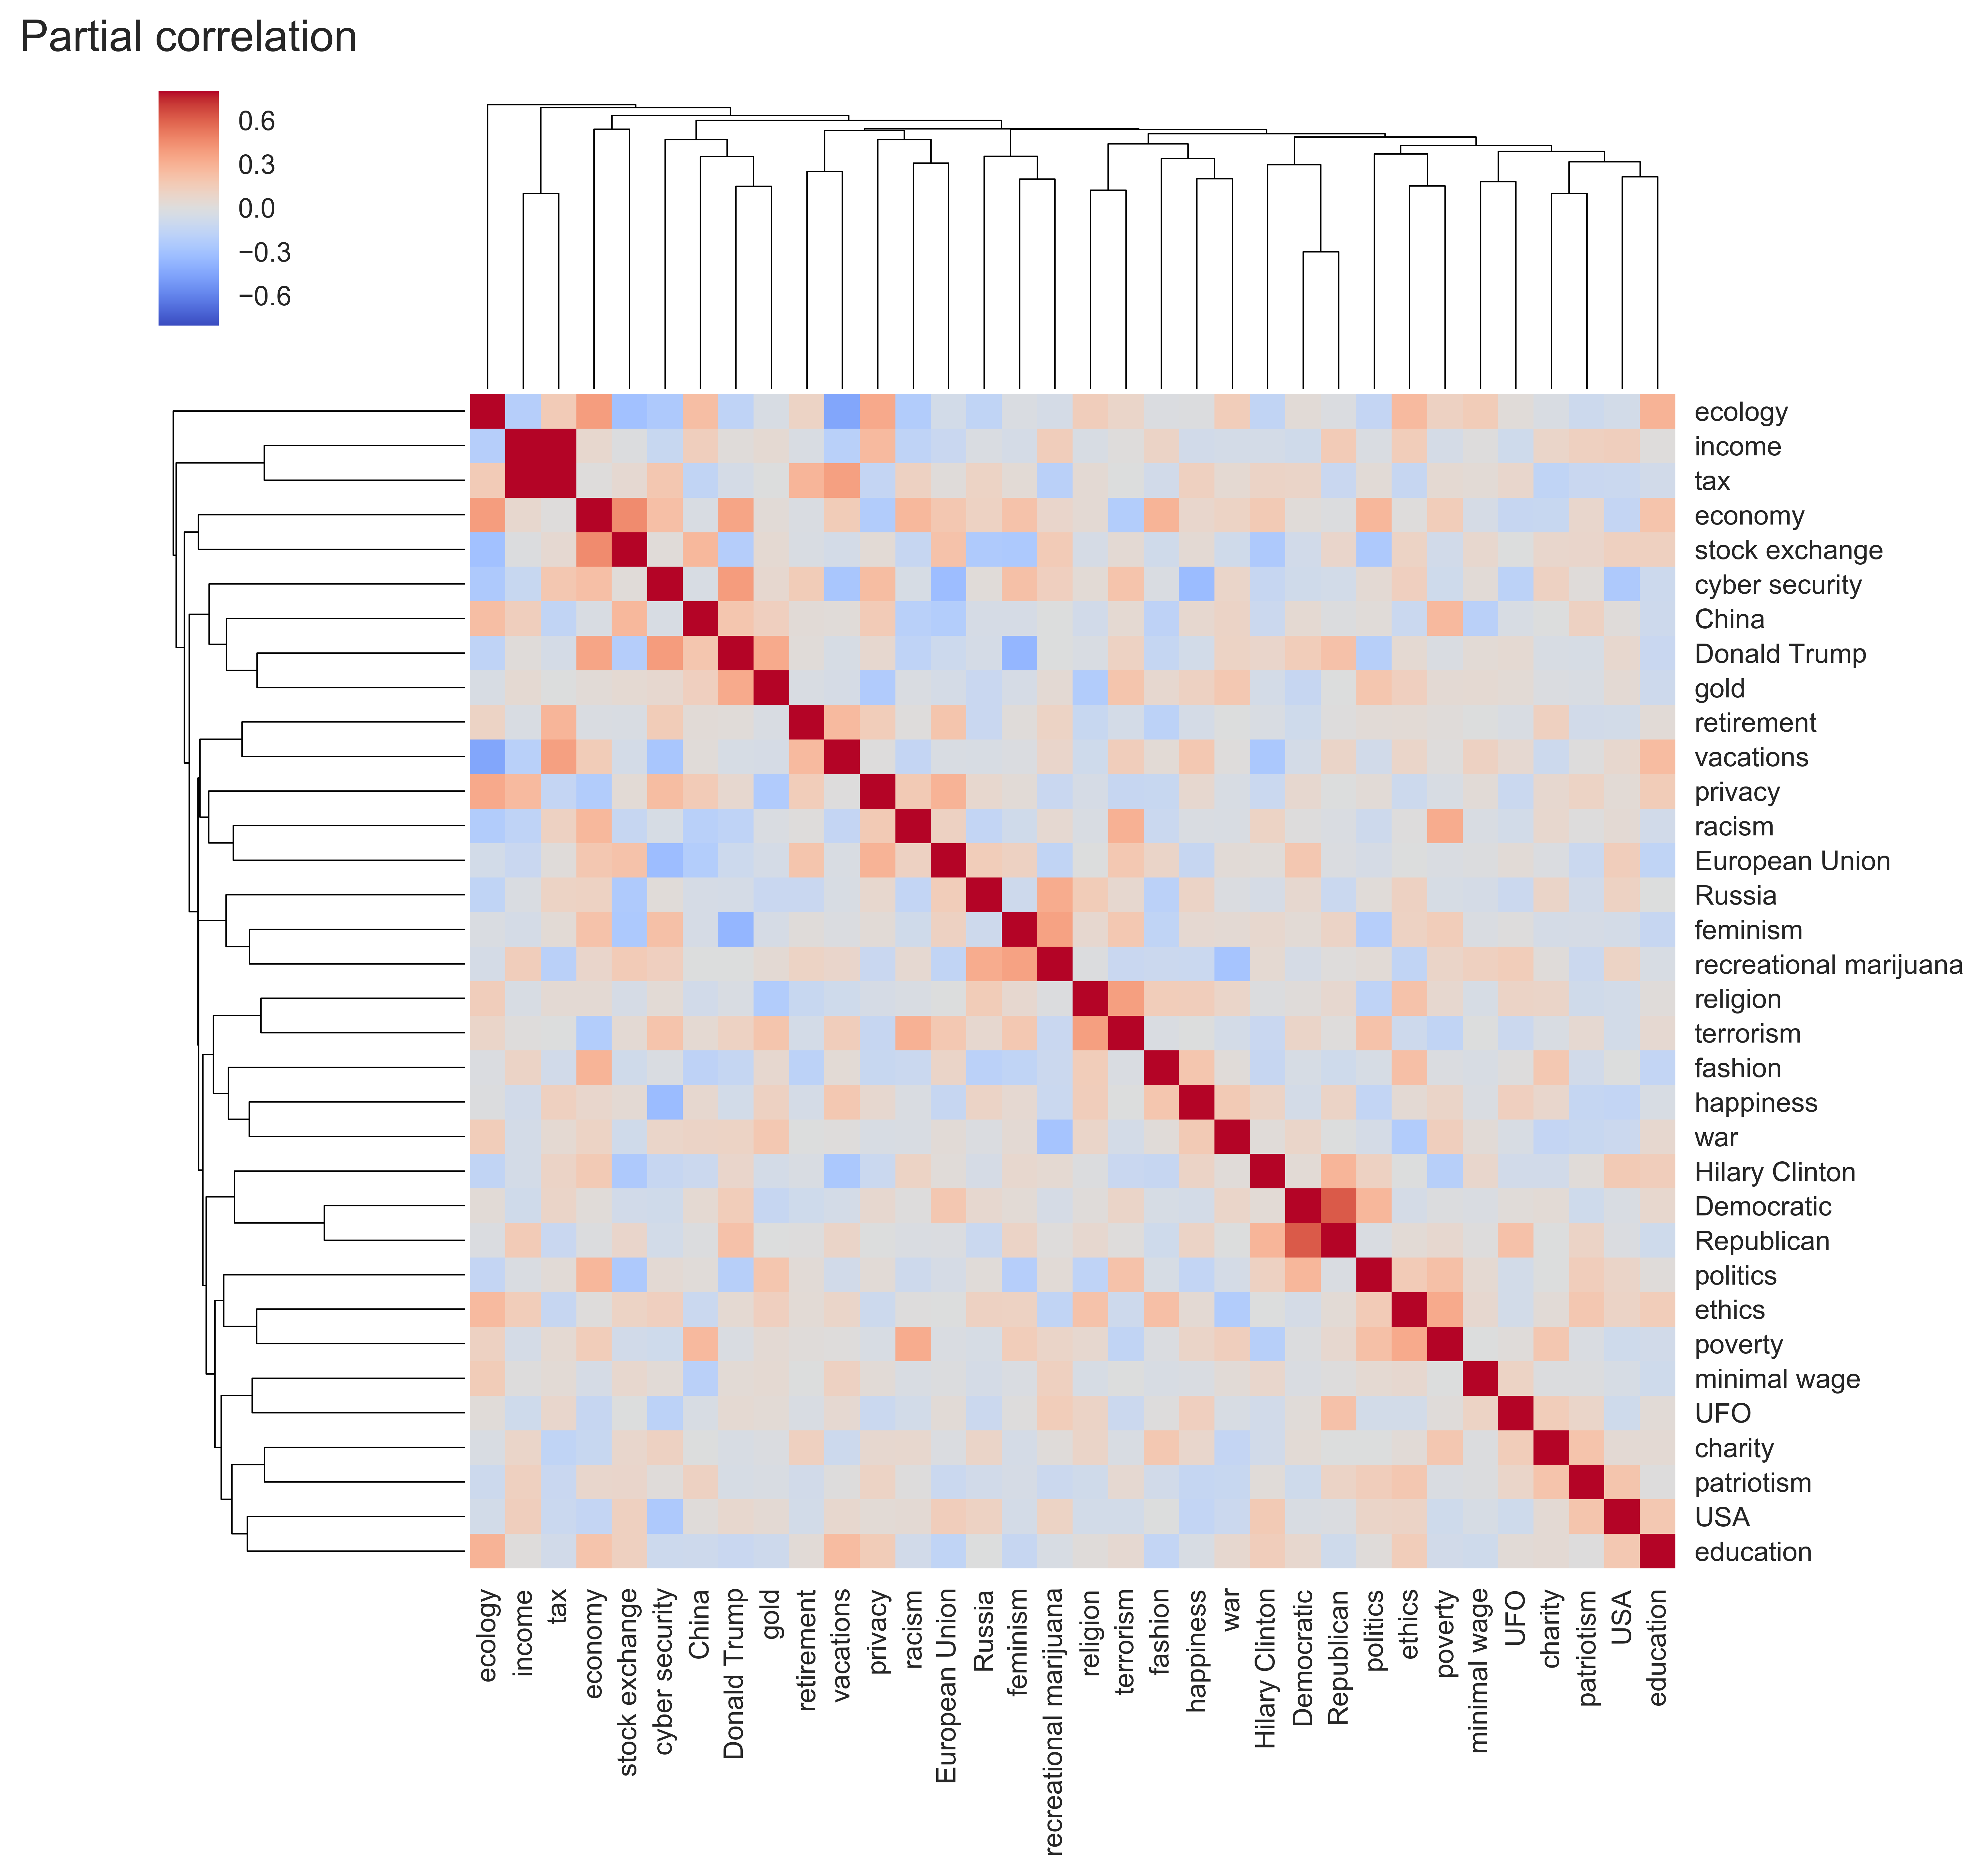 Partial correlation
0.6
0.3
0.0
−0.3
−0.6
ecology
income
tax
economy
stock exchange
cyber security
China
Donald Trump
gold
retirement
vacations
privacy
racism
European Union
Russia
feminism
recreational marijuana
religion
terrorism
fashion
happiness
war
Hilary Clinton
Democratic
Republican
politics
ethics
poverty
minimal wage
UFO
charity
patriotism
USA
education
ecology
income
tax
economy
stock exchange
cyber security
China
Donald Trump
gold
retirement
vacations
privacy
racism
European Union
Russia
feminism
recreational marijuana
religion
terrorism
fashion
happiness
war
Hilary Clinton
Democratic
Republican
politics
ethics
poverty
minimal wage
UFO
charity
patriotism
USA
education